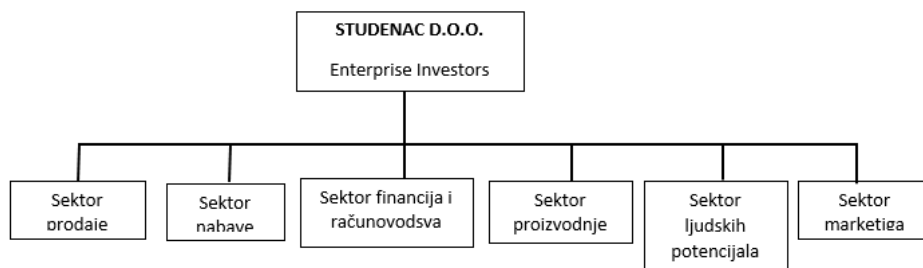 STUDENAC D.O.O.
Enterprise Investors
Sektor
prodaje
Sektor
nabave
Sektor financija i
računovodsva
Sektor
proizvodnje
Sektor
ljudskih
potencijala
Sektor
marketiga